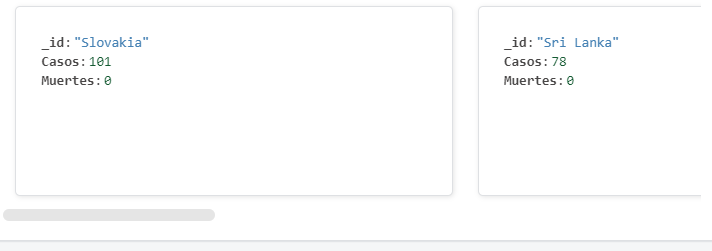 _id: "Slovakia"
Casos: 101
Muertes: 0
_id: "Sri Lanka"
Casos: 78
Muertes: 0